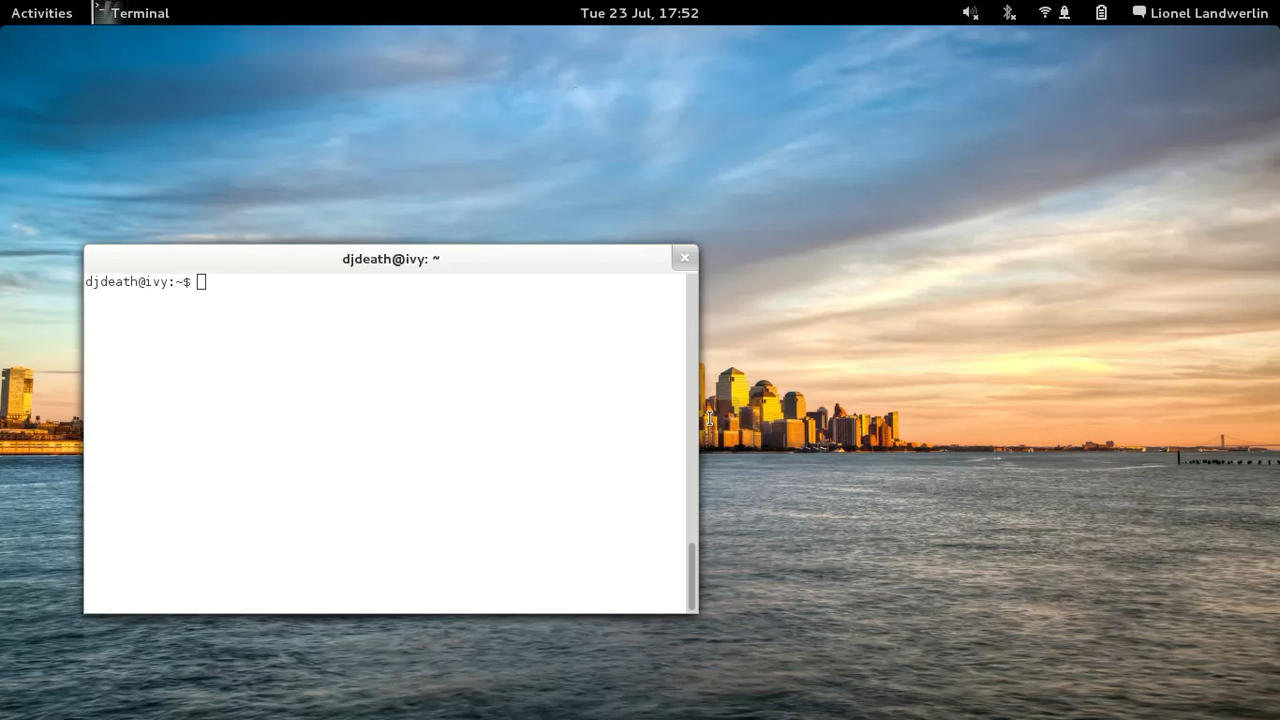 Activities Terminal Tue 23 Jul, 17:52 Lionel Landwerlin
djdeath@ivy: ~
djdeath@ivy:~$